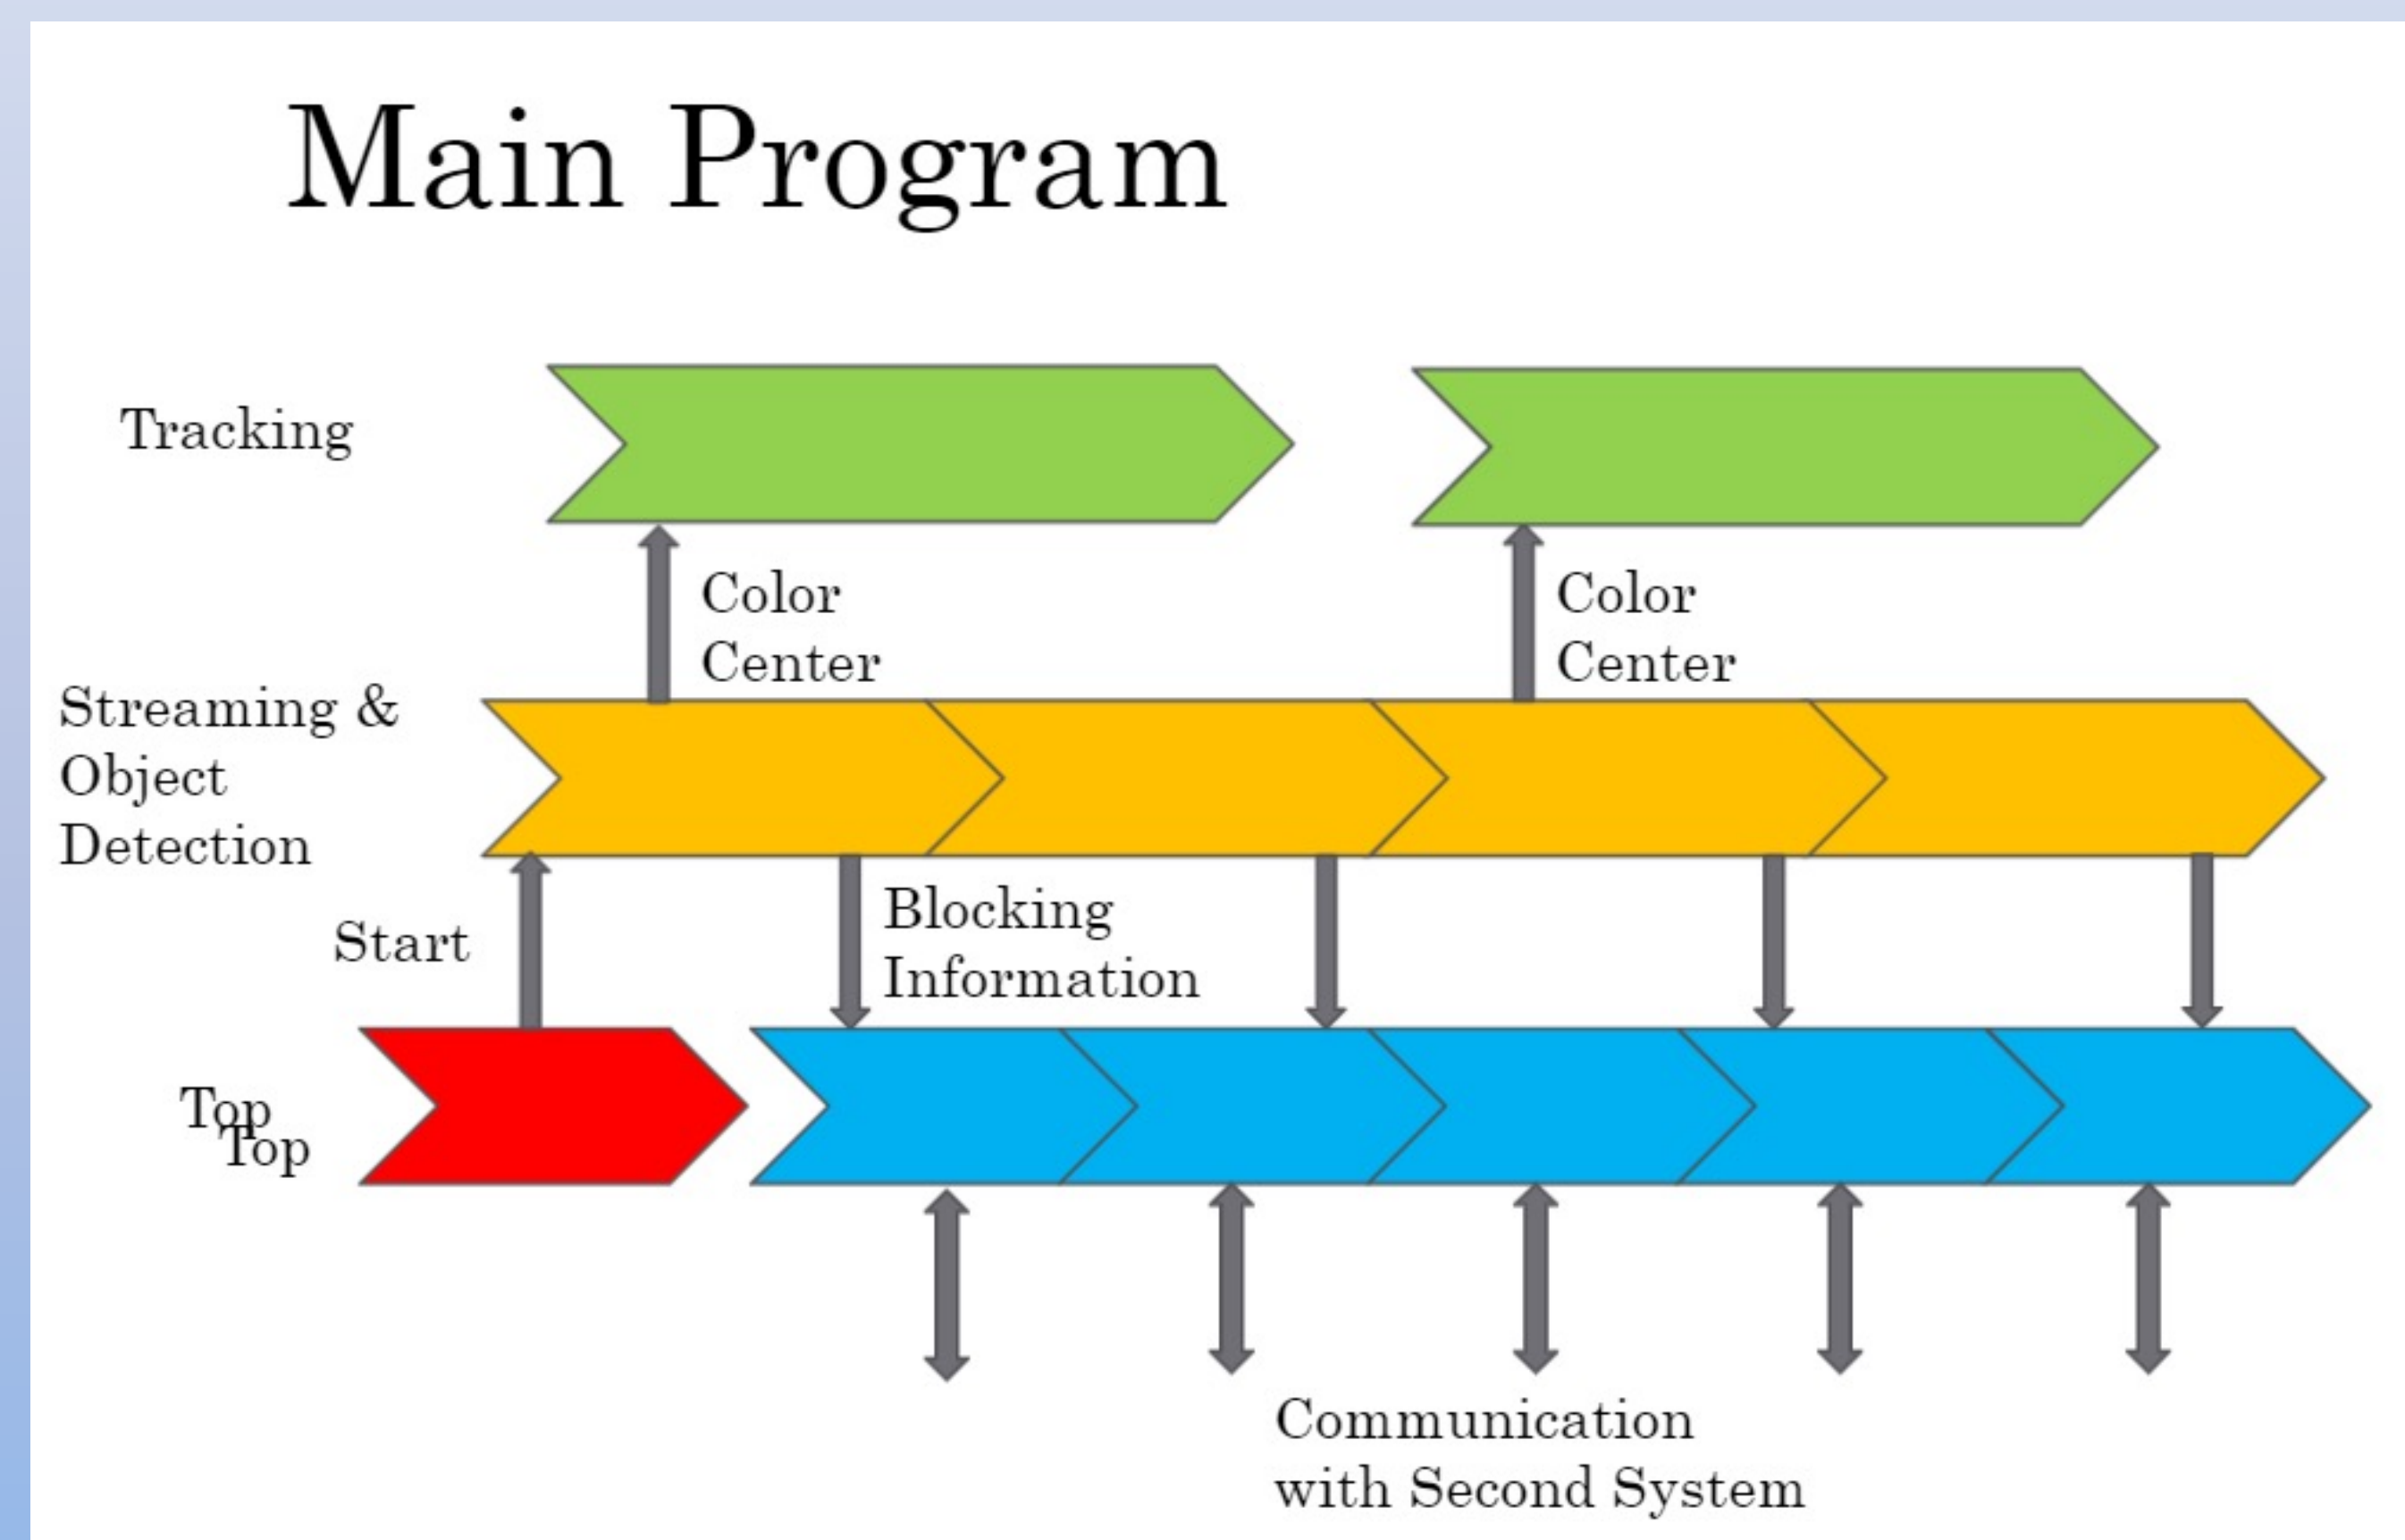 Main Program
Tracking
Color
Center
Color
Center
Streaming &
Object
Detection
Start
Blocking
Information
Top
Top
Communication
with Second System